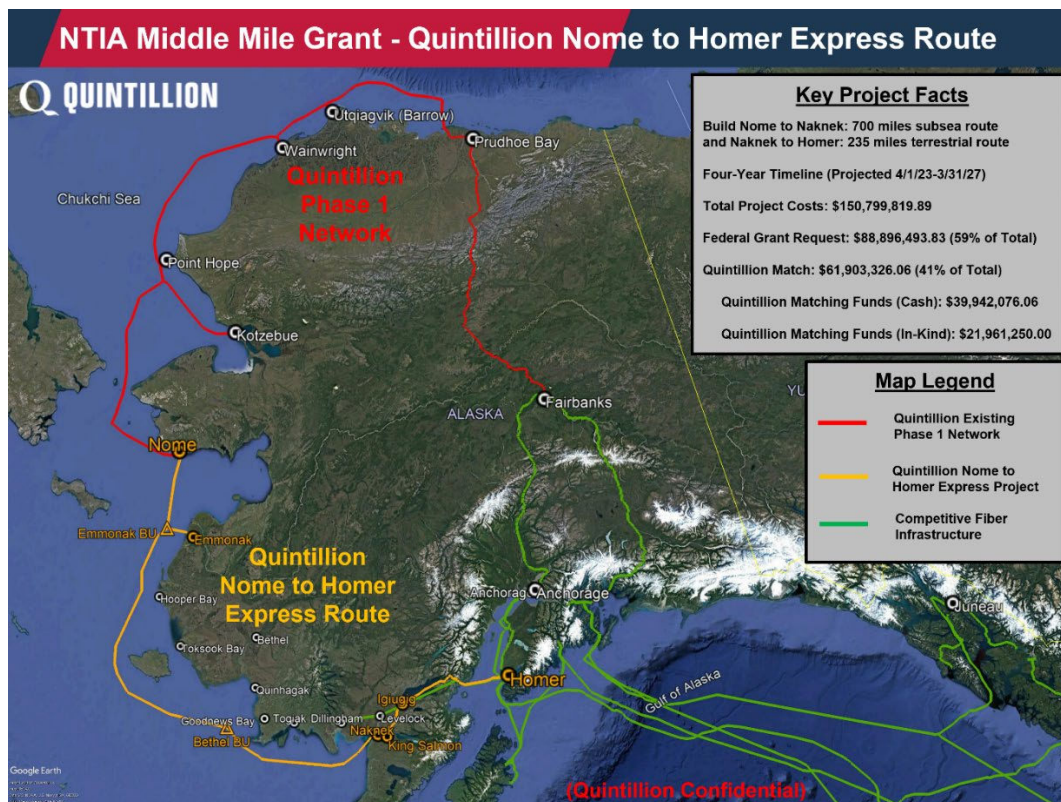 NTIA Middle Mile Grant - Quintillion Nome to Homer Express Route
QUINTILLION
Key Project Facts
Build Nome to Naknek: 700 miles subsea route
and Naknek to Homer: 235 miles terrestrial route
Four-Year Timeline (Projected 4/1/23-3/31/27)
Total Project Costs: $150,799,819.89
Federal Grant Request: $88,896,493.83 (59% of Total)
Quintillion Match: $61,903,326.06 (41% of Total)
Quintillion Matching Funds (Cash): $39,942,076.06
Quintillion Matching Funds (In-Kind): $21,961,250.00
Map Legend
Quintillion Existing
Phase 1 Network
Quintillion Nome to
Homer Express Project
Competitive Fiber
Infrastructure
Utqiagvik (Barrow)
Prudhoe Bay
Wainwright
Quintillion
Phase 1
Network
Chukchi Sea
Point Hope
Kotzebue
Fairbanks
ALASKA
YU
Nome
Emmonak BU
Emmonak
Quintillion
Nome to Homer
Express Route
Hooper Bay
Anchorag
Anchorage
Juneau
Bethel
Toksook Bay
Homer
Quinhagak
Igiugig
Gulf of Alaska
Goodnews Bay
Togiak
Dillingham
Levelock
Naknek
Bethel BU
King Salmon
Google Earth
(Quintillion Confidential)